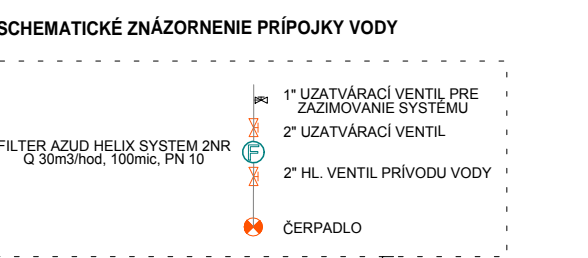 SCHEMATICKÉ ZNÁZORNENIE PRÍPOJKY VODY
1" UZATVÁRACÍ VENTIL PRE
ZAZIMOVANIE SYSTÉMU
2" UZATVÁRACÍ VENTIL
FILTER AZUD HELIX SYSTEM 2NR
Q 30m3/hod, 100mic, PN 10
F
2" HL. VENTIL PRÍVODU VODY
ČERPADLO